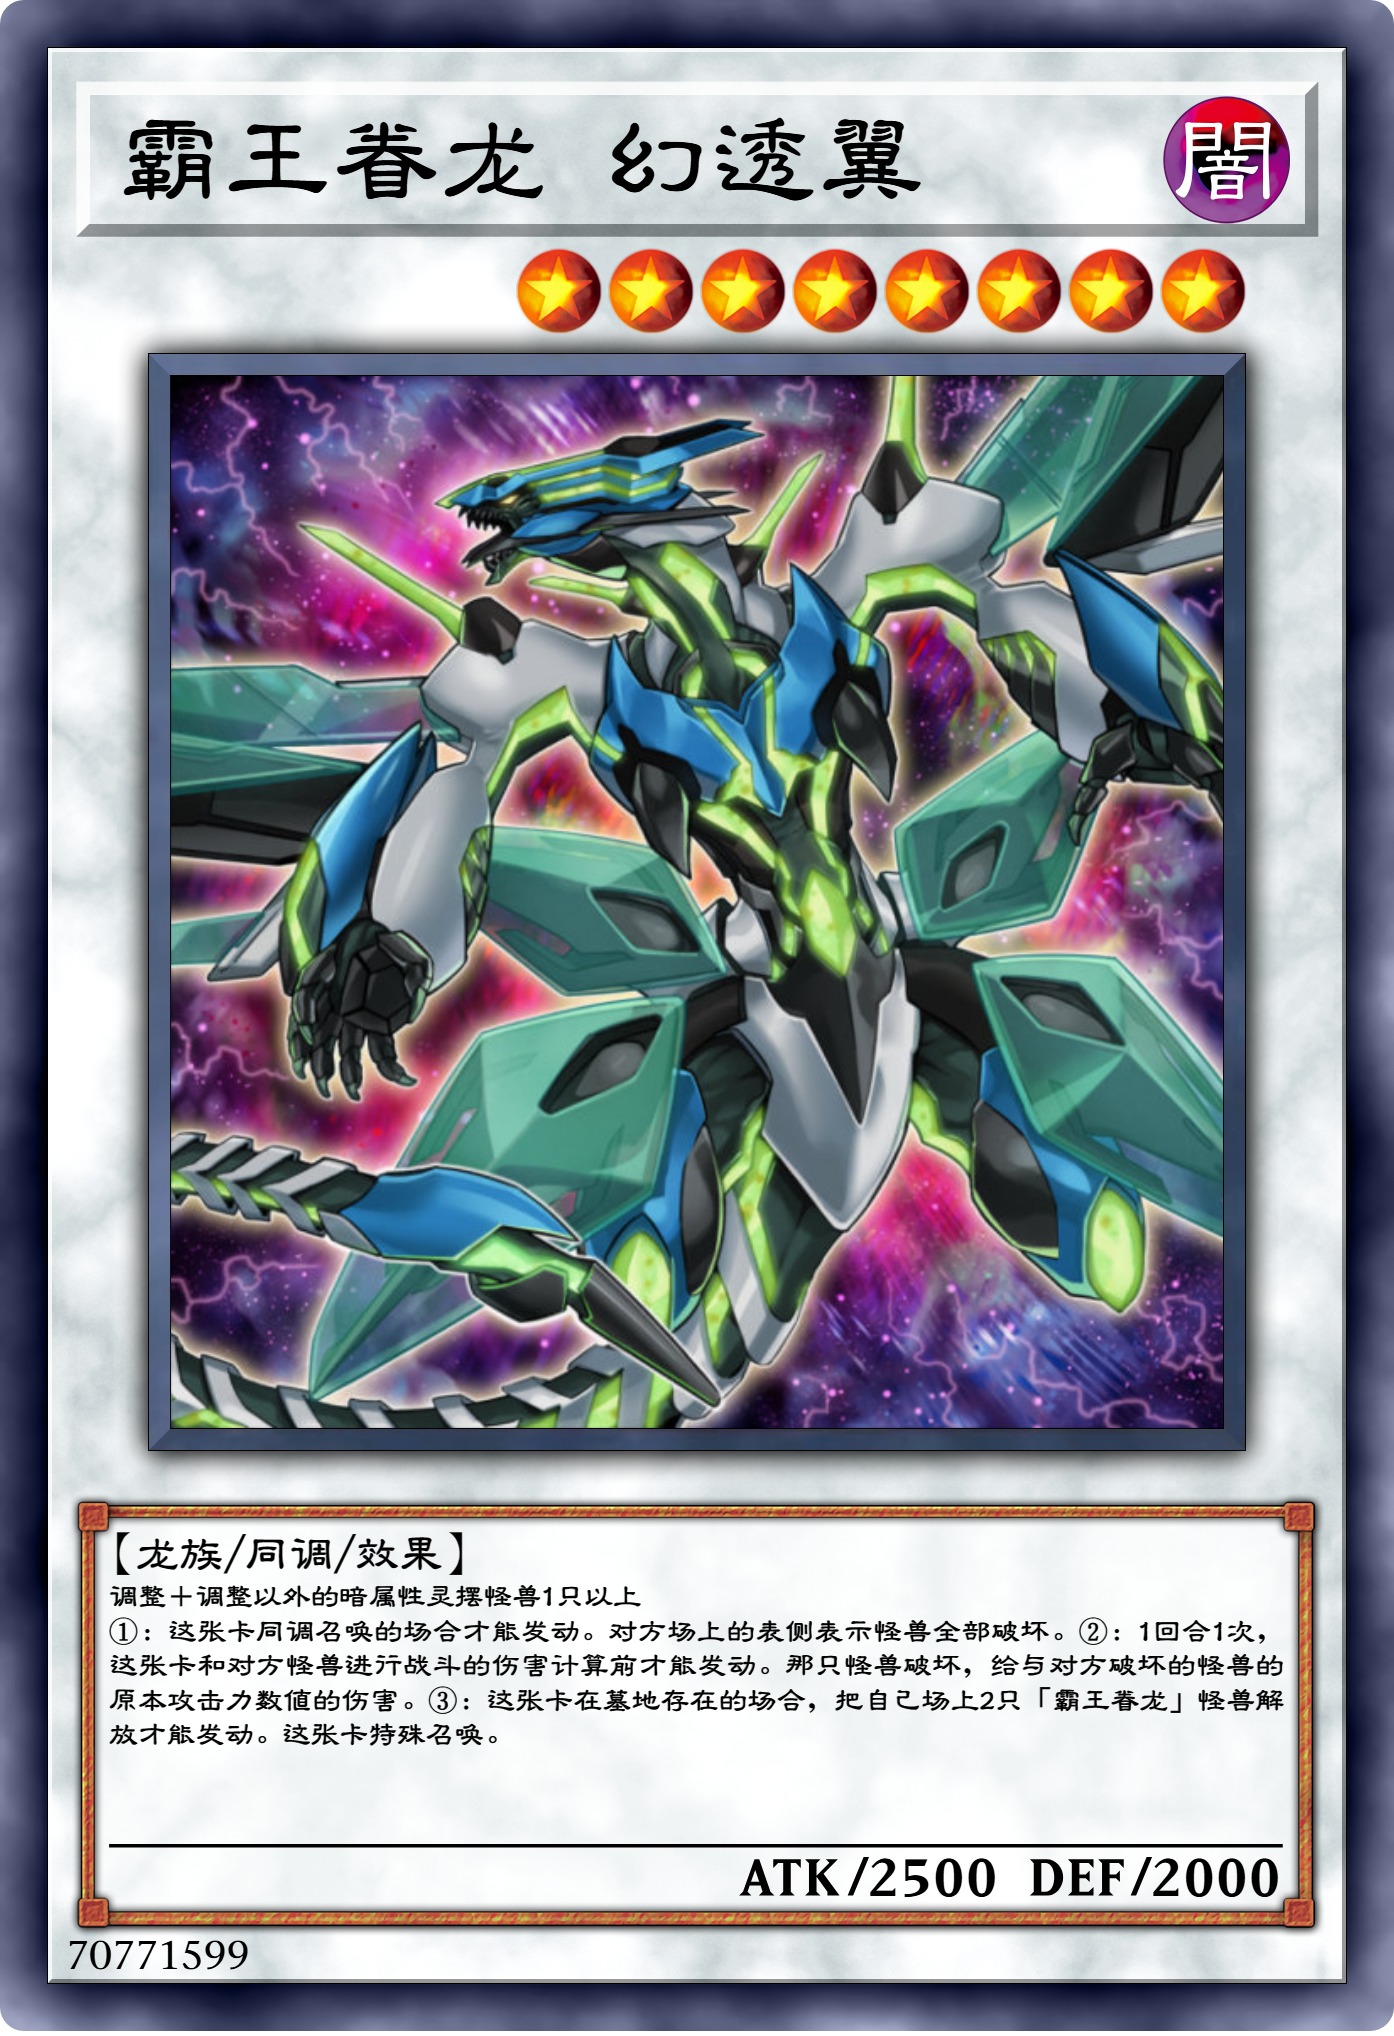 霸王眷龙 幻透翼
闇
【龙族/同调/效果】
调整＋调整以外的暗属性灵摆怪兽1只以上
①：这张卡同调召唤的场合才能发动。对方场上的表侧表示怪兽全部破坏。②：1回合1次，
这张卡和对方怪兽进行战斗的伤害计算前才能发动。那只怪兽破坏，给与对方破坏的怪兽的
原本攻击力数值的伤害。③：这张卡在墓地存在的场合，把自己场上2只「霸王眷龙」怪兽解
放才能发动。这张卡特殊召唤。
ATK/2500 DEF/2000
70771599